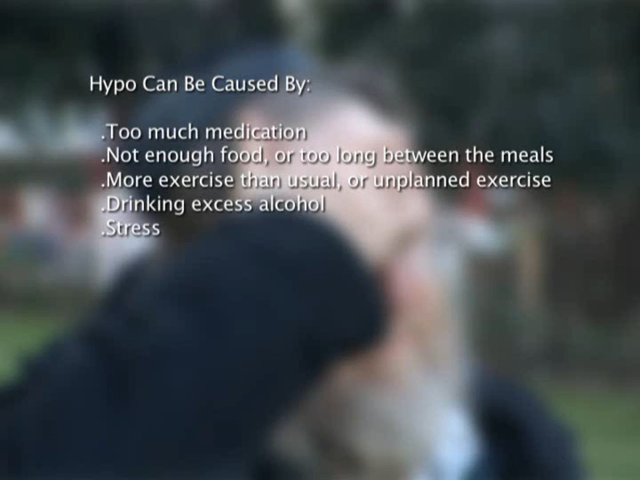 Hypo Can Be Caused By:
.Too much medication
.Not enough food, or too long between the meals
.More exercise than usual, or unplanned exercise
.Drinking excess alcohol
.Stress